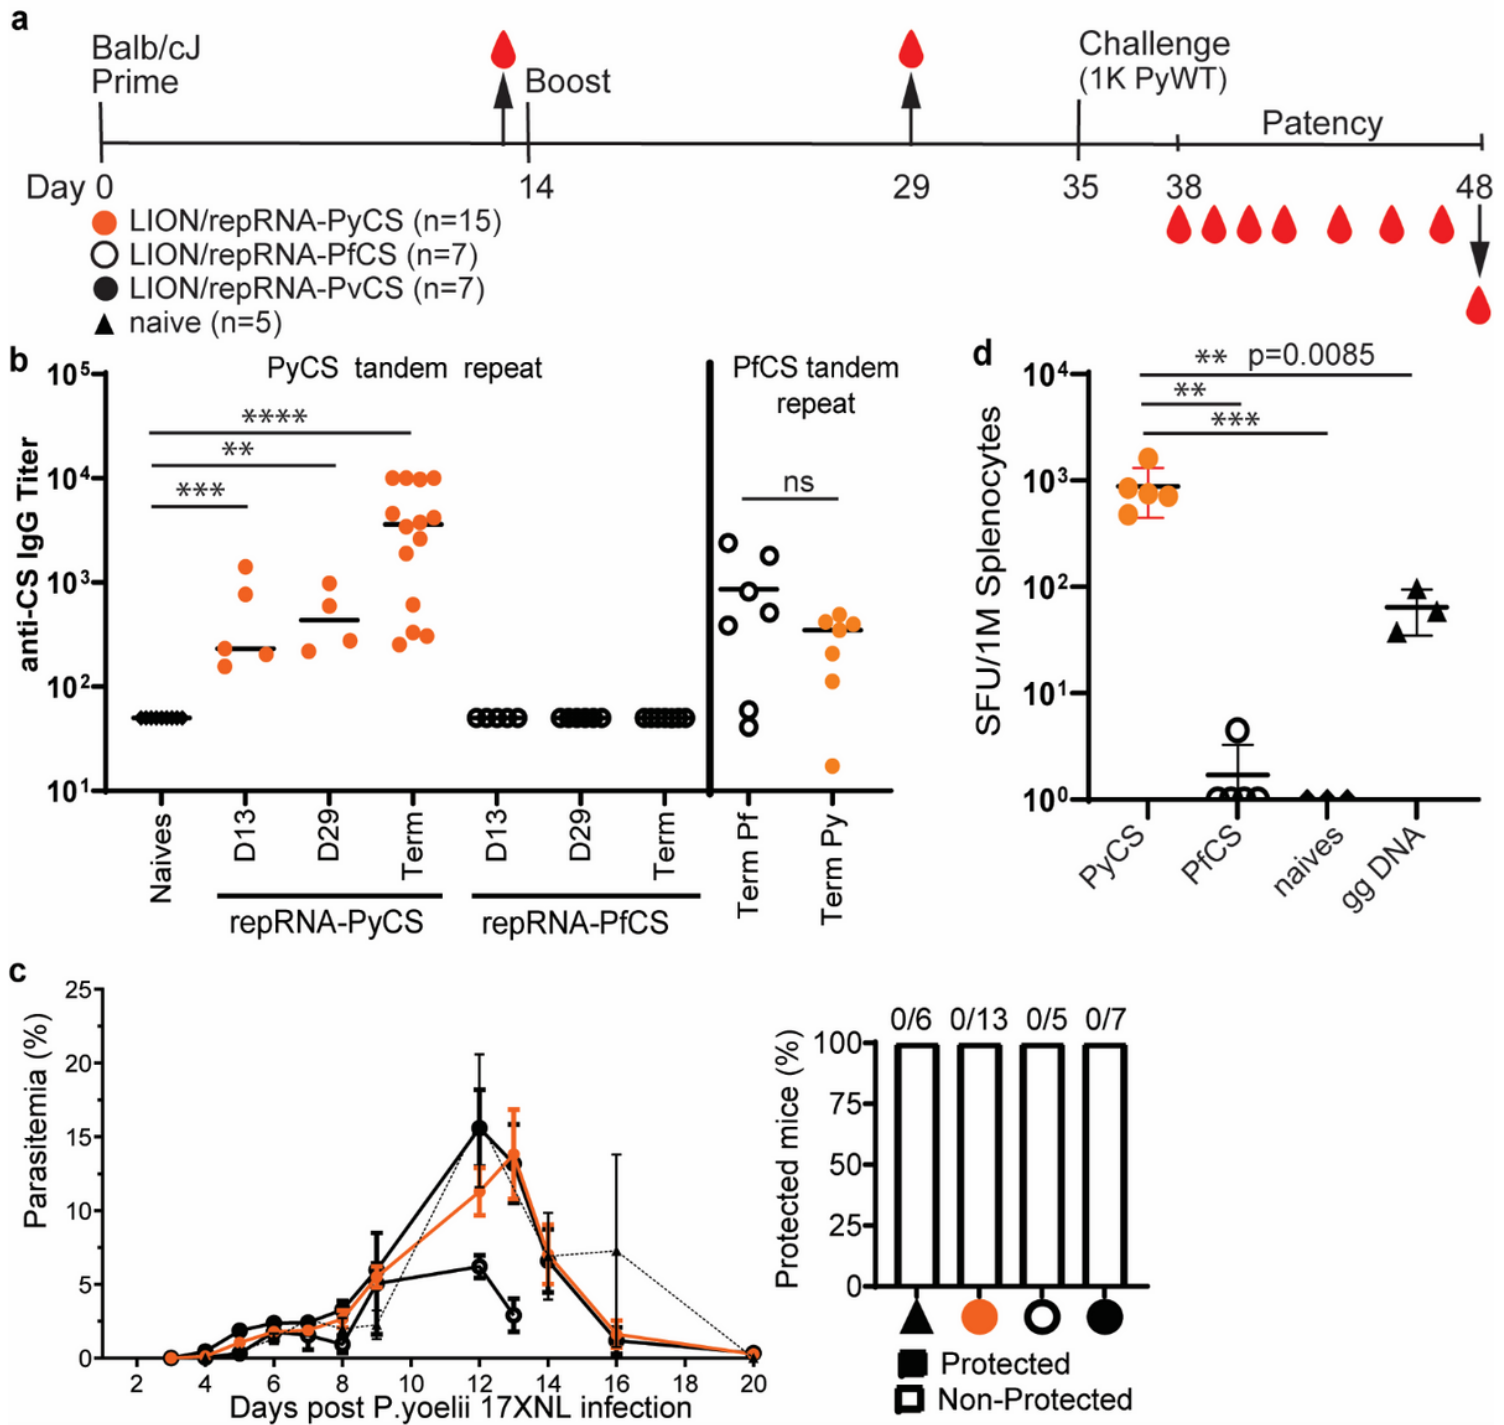 a
Balb/cJ
Prime
Boost
Challenge
(1K PyWT)
Patency
Day 0 14 29 35 38 48
LION/repRNA-PyCS (n=15)
LION/repRNA-PfCS (n=7)
LION/repRNA-PvCS (n=7)
naive (n=5)
b
PyCS tandem repeat
PfCS tandem
repeat
anti-CS IgG Titer
10⁵
10⁴
10³
10²
10¹
****
**
***
ns
Naives
D13
D29
Term
D13
D29
Term
Term Pf
Term Py
repRNA-PyCS
repRNA-PfCS
d
** p=0.0085
**
***
SFU/1M Splenocytes
10⁴
10³
10²
10¹
10⁰
PyCS
PfCS
naives
gg DNA
c
Parasitemia (%)
25
20
15
10
5
0
2 4 6 8 10 12 14 16 18 20
Days post P.yoelii 17XNL infection
0/6 0/13 0/5 0/7
Protected mice (%)
100
75
50
25
0
Protected
Non-Protected